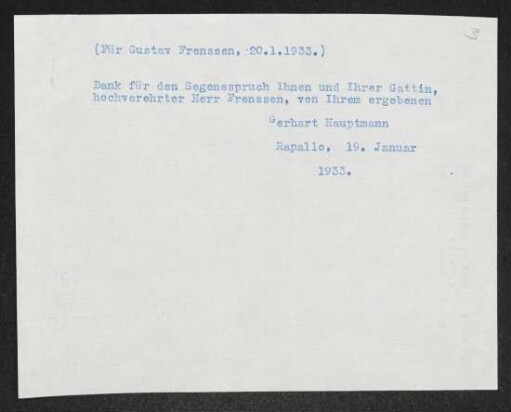 (Für Gustav Frenssen, 20.1.1933.)
Dank für den Segensspruch Ihnen und Ihrer Gattin,
hochverehrter Herr Frenssen, von Ihrem ergebenen
Gerhart Hauptmann
Rapallo, 19. Januar
1933.